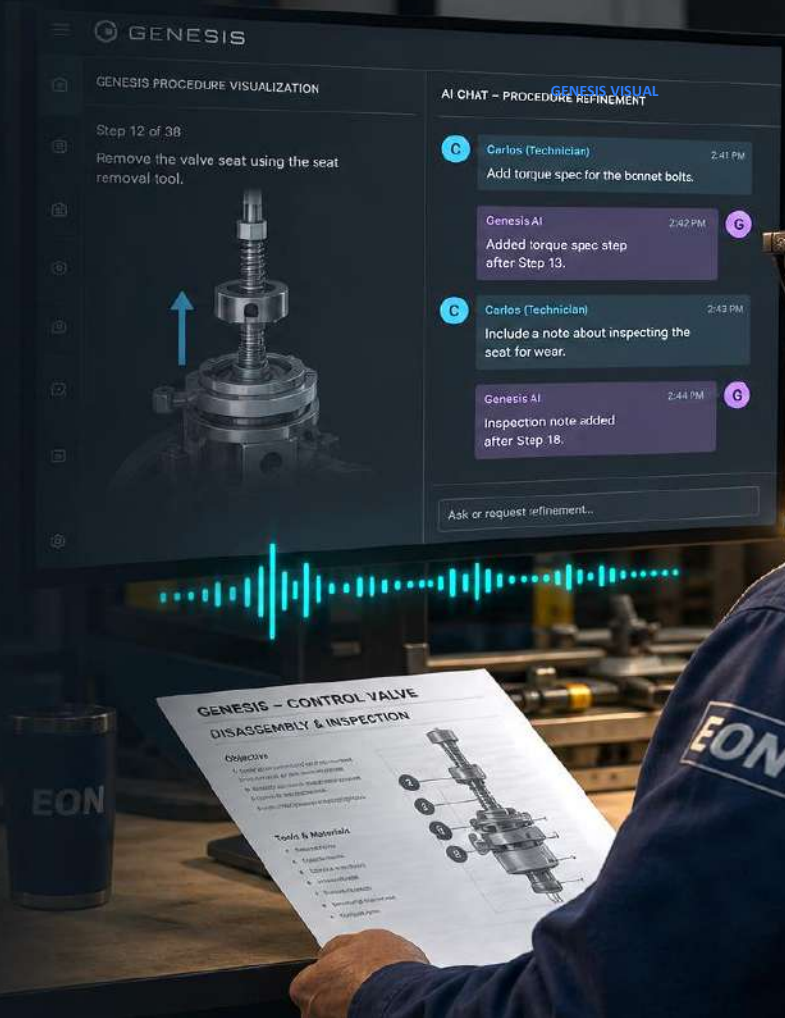 GENESIS
GENESIS PROCEDURE VISUALIZATION
Step 12 of 38
Remove the valve seat using the seat
removal tool.
AI CHAT – PROCEDURE REFINEMENT
GENESIS VISUAL
C
Carlos (Technician)
2:41 PM
Add torque spec for the bonnet bolts.
Genesis AI
2:42 PM
G
Added torque spec step
after Step 13.
C
Carlos (Technician)
2:43 PM
Include a note about inspecting the
seat for wear.
Genesis AI
2:44 PM
G
Inspection note added
after Step 18.
Ask or request refinement...
GENESIS – CONTROL VALVE
DISASSEMBLY & INSPECTION
Objective
Tools & Materials
EON
EON